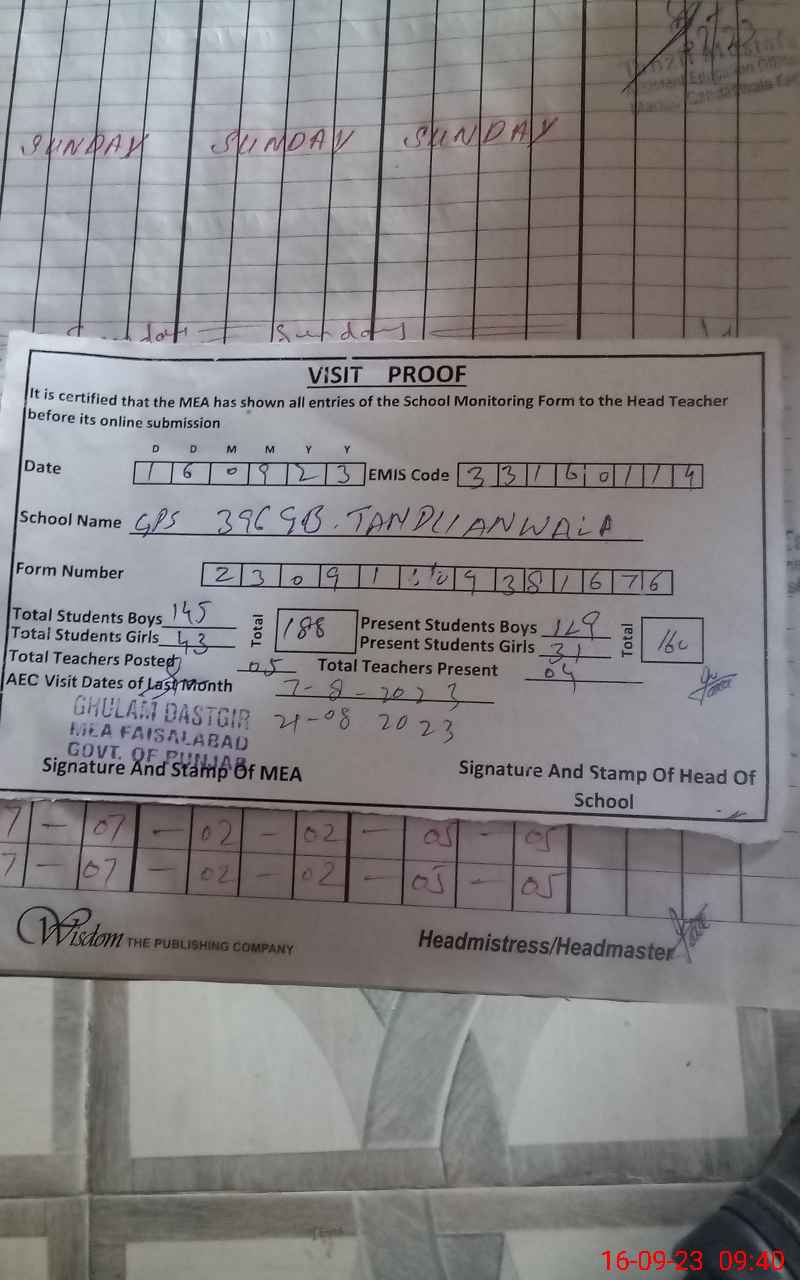 SUNDAY SUNDAY SUNDAY
Sunday
VISIT PROOF
It is certified that the MEA has shown all entries of the School Monitoring Form to the Head Teacher
before its online submission
D D M M Y Y
Date 1 6 0 9 2 3 EMIS Code 3 3 1 6 0 1 1 4
School Name GPS 396 GB. TANDLIANWALA
Form Number 2 3 0 9 1 9 3 8 1 6 7 6
Total Students Boys 145 Total 188 Present Students Boys 129 Total 160
Total Students Girls 43 Present Students Girls 31
Total Teachers Posted 05 Total Teachers Present 04
AEC Visit Dates of Last Month 7-8-2023
21-08 2023
GHULAM DASTGIR
MEA FAISALABAD
GOVT. OF PUNJAB
Signature And Stamp Of MEA
Signature And Stamp Of Head Of
School
7 - 07 - 02 - 02 - 05 - 05
7 - 07 - 02 - 02 - 05 - 05
Wisdom THE PUBLISHING COMPANY
Headmistress/Headmaster
16-09-23 09:40